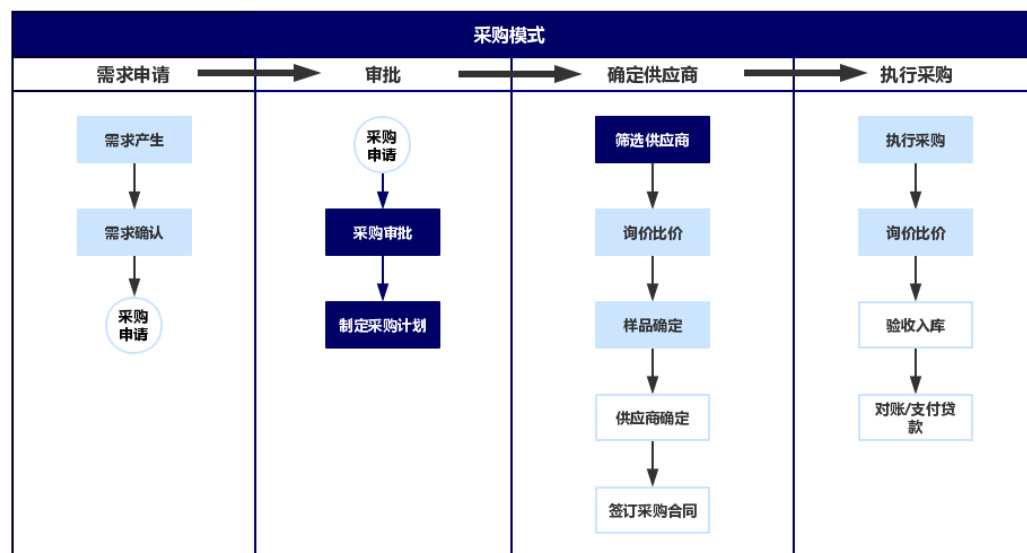 采购模式
需求申请
审批
确定供应商
执行采购
需求产生
需求确认
采购
申请
采购
申请
采购审批
制定采购计划
筛选供应商
询价比价
样品确定
供应商确定
签订采购合同
执行采购
询价比价
验收入库
对账/支付贷
款